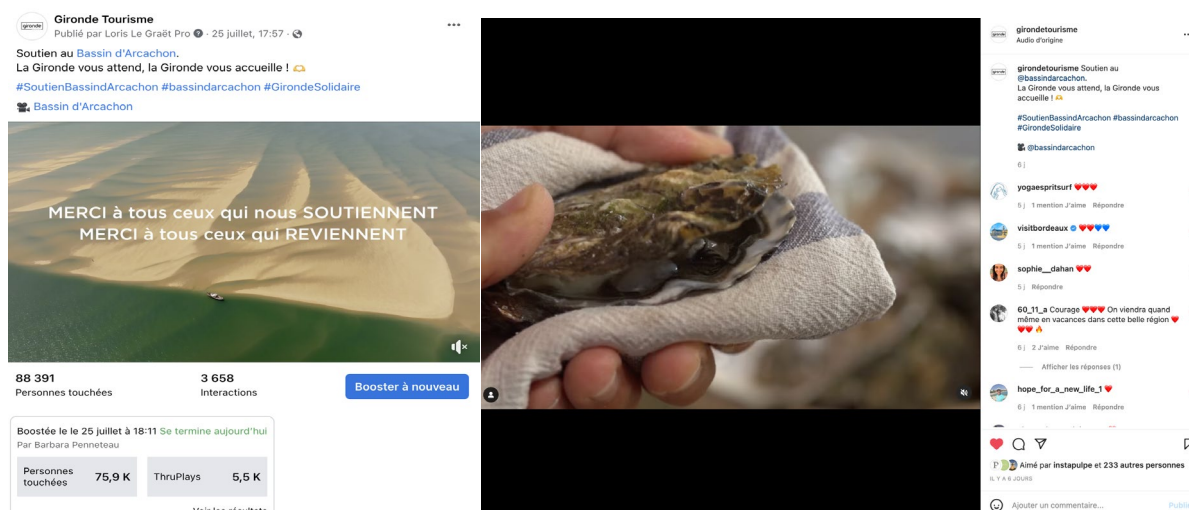 gironde
Gironde Tourisme
Publié par Loris Le Graët Pro · 25 juillet, 17:57 ·
Soutien au Bassin d'Arcachon.
La Gironde vous attend, la Gironde vous accueille !
#SoutienBassindArcachon #bassindarcachon #GirondeSolidaire
Bassin d'Arcachon
MERCI à tous ceux qui nous SOUTIENNENT
MERCI à tous ceux qui REVIENNENT
88 391
Personnes touchées
3 658
Interactions
Booster à nouveau
Boostée le le 25 juillet à 18:11 Se termine aujourd'hui
Par Barbara Penneteau
Personnes
touchées
75,9 K
ThruPlays
5,5 K
Voir les résultats
girondetourisme
Audio d'origine
girondetourisme Soutien au
@bassindarcachon.
La Gironde vous attend, la Gironde vous
accueille !
#SoutienBassindArcachon #bassindarcachon
#GirondeSolidaire
@bassindarcachon
6 j
yogaespritsurf
5 j 1 mention J'aime Répondre
visitbordeaux
5 j 1 mention J'aime Répondre
sophie__dahan
5 j Répondre
60_11_a Courage On viendra quand
même en vacances dans cette belle région
6 j 2 J'aime Répondre
Afficher les réponses (1)
hope_for_a_new_life_1
6 j 1 mention J'aime Répondre
Aimé par instapulpe et 233 autres personnes
IL Y A 6 JOURS
Ajouter un commentaire...
Publie